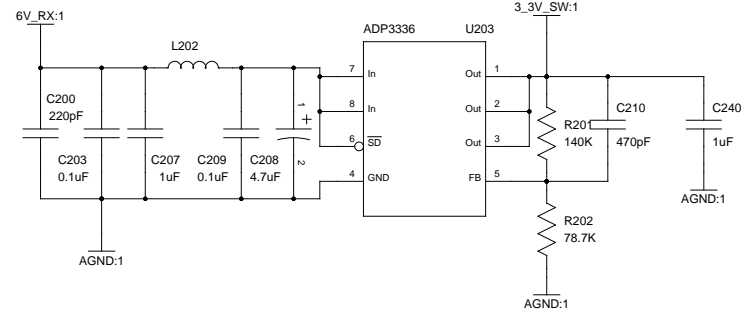 6V_RX:1
3_3V_SW:1
ADP3336
U203
L202
7
In
Out
1
8
In
Out
2
6
SD
Out
3
4
GND
FB
5
C200
220pF
C203
0.1uF
C207
1uF
C209
0.1uF
C208
4.7uF
1
+
2
R201
140K
C210
470pF
C240
1uF
R202
78.7K
AGND:1
AGND:1
AGND:1